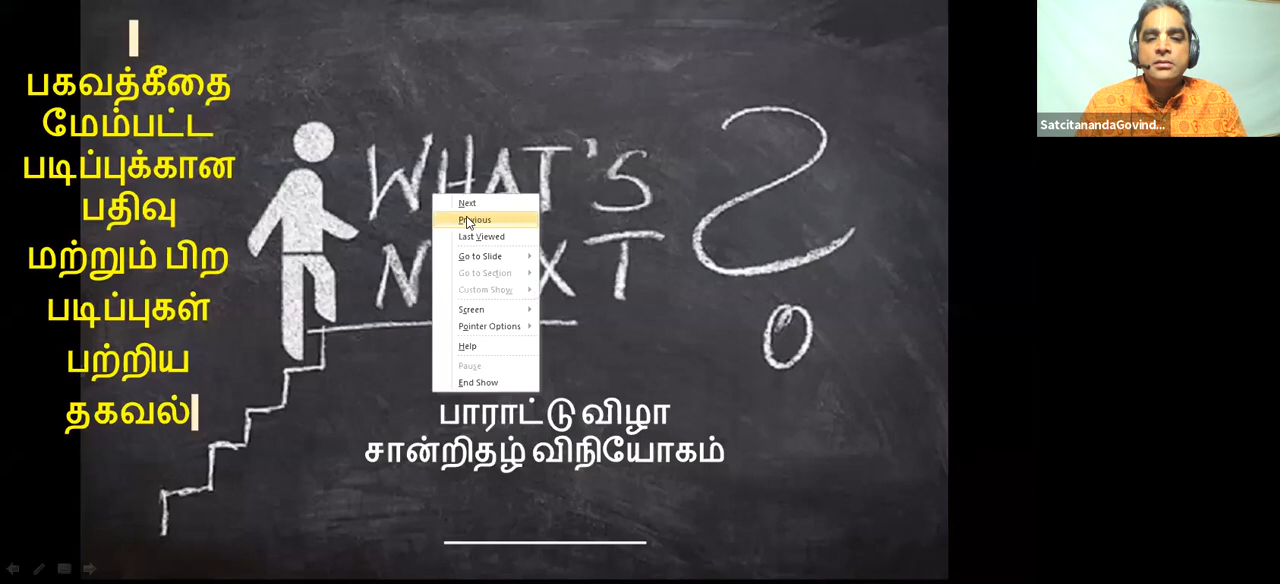 பகவத்கீதை
மேம்பட்ட
படிப்புக்கான
பதிவு
மற்றும் பிற
படிப்புகள்
பற்றிய
தகவல்
WHAT'S
NEXT
?
Next
Previous
Last Viewed
Go to Slide
Go to Section
Custom Show
Screen
Pointer Options
Help
Pause
End Show
பாராட்டு விழா
சான்றிதழ் விநியோகம்
SatcitanandaGovind...